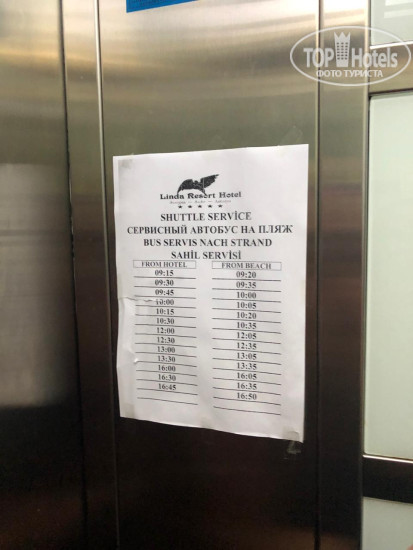 TOP Hotels
ФОТО ТУРИСТА
Linda Resort Hotel
SHUTTLE SERVİCE
СЕРВИСНЫЙ АВТОБУС НА ПЛЯЖ
BUS SERVIS NACH STRAND
SAHİL SERVİSİ
FROM HOTEL FROM BEACH
09:15 09:20
09:30 09:35
09:45 10:00
10:00 10:05
10:15 10:20
10:30 10:35
12:00 12:05
12:30 12:35
13:00 13:05
13:30 13:35
16:00 16:05
16:30 16:35
16:45 16:50